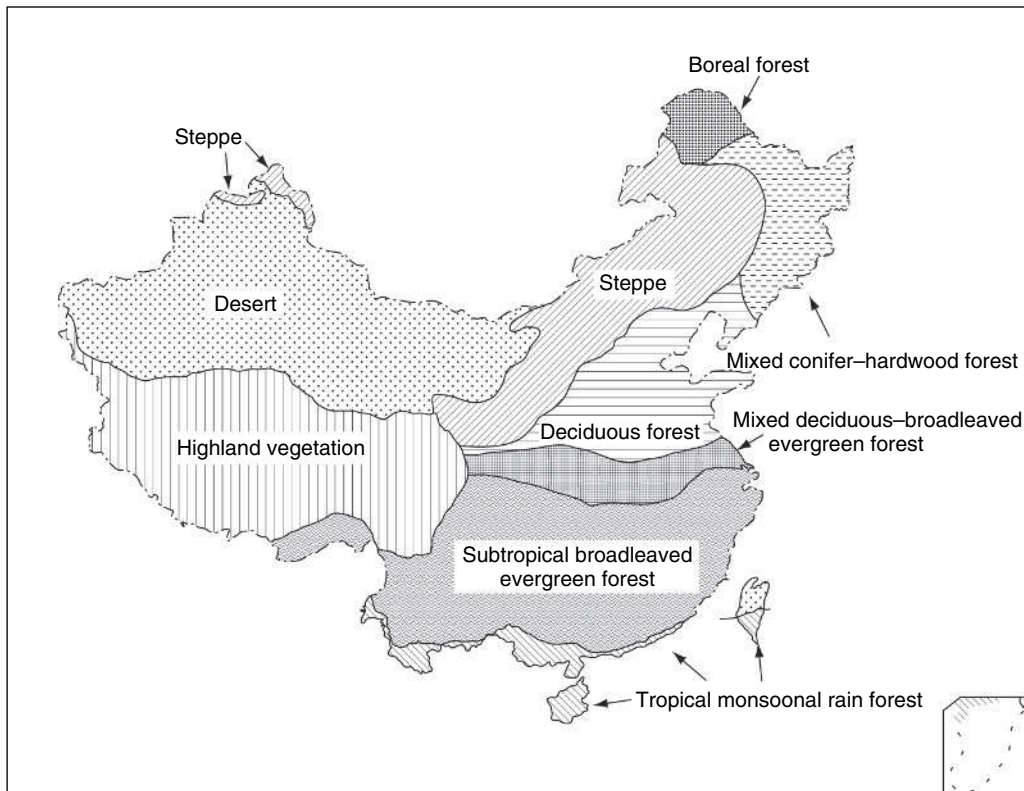 Boreal forest
Steppe
Steppe
Desert
Mixed conifer–hardwood forest
Mixed deciduous–broadleaved
evergreen forest
Deciduous forest
Highland vegetation
Subtropical broadleaved
evergreen forest
Tropical monsoonal rain forest